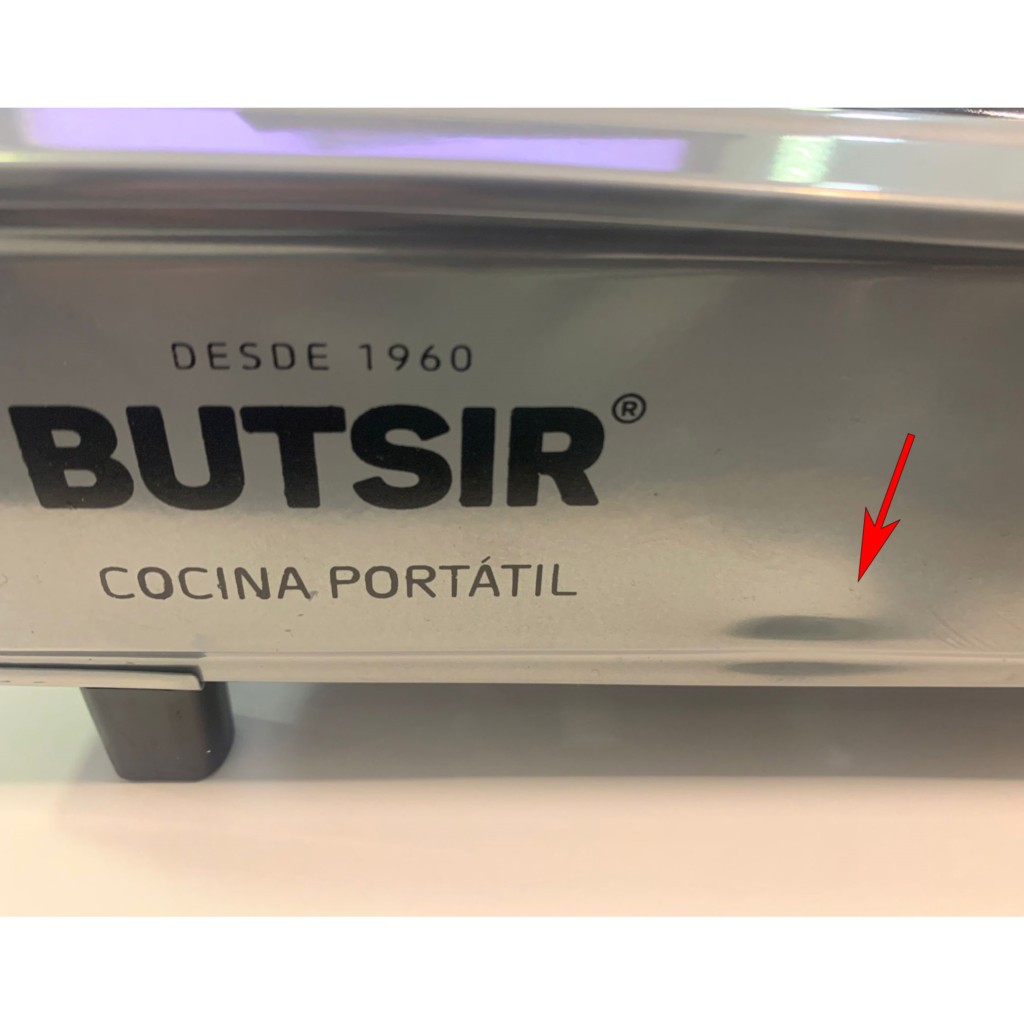 DESDE 1960
BUTSIR®
COCINA PORTÁTIL